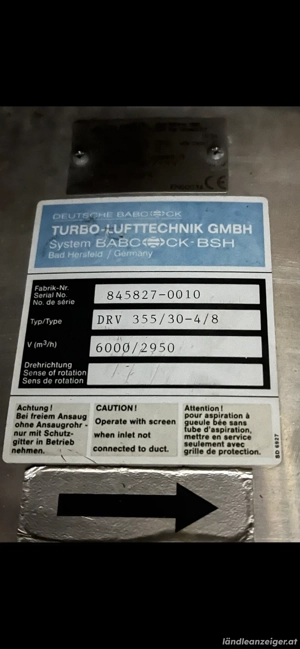 DEUTSCHE BABCOCK
TURBO-LUFTTECHNIK GMBH
System BABCOCK-BSH
Bad Hersfeld / Germany
Fabrik-Nr.
Serial No.
No. de série
845827-0010
Typ/Type
DRV 355/30-4/8
V (m³/h)
6000/2950
Drehrichtung
Sense of rotation
Sens de rotation
Achtung!
Bei freiem Ansaug
ohne Ansaugrohr -
nur mit Schutz-
gitter in Betrieb
nehmen.
CAUTION!
Operate with screen
when inlet not
connected to duct.
Attention!
pour aspiration à
gueule bée sans
tube d'aspiration,
mettre en service
seulement avec
grille de protection.
BD 6927
ländleanzeiger.at